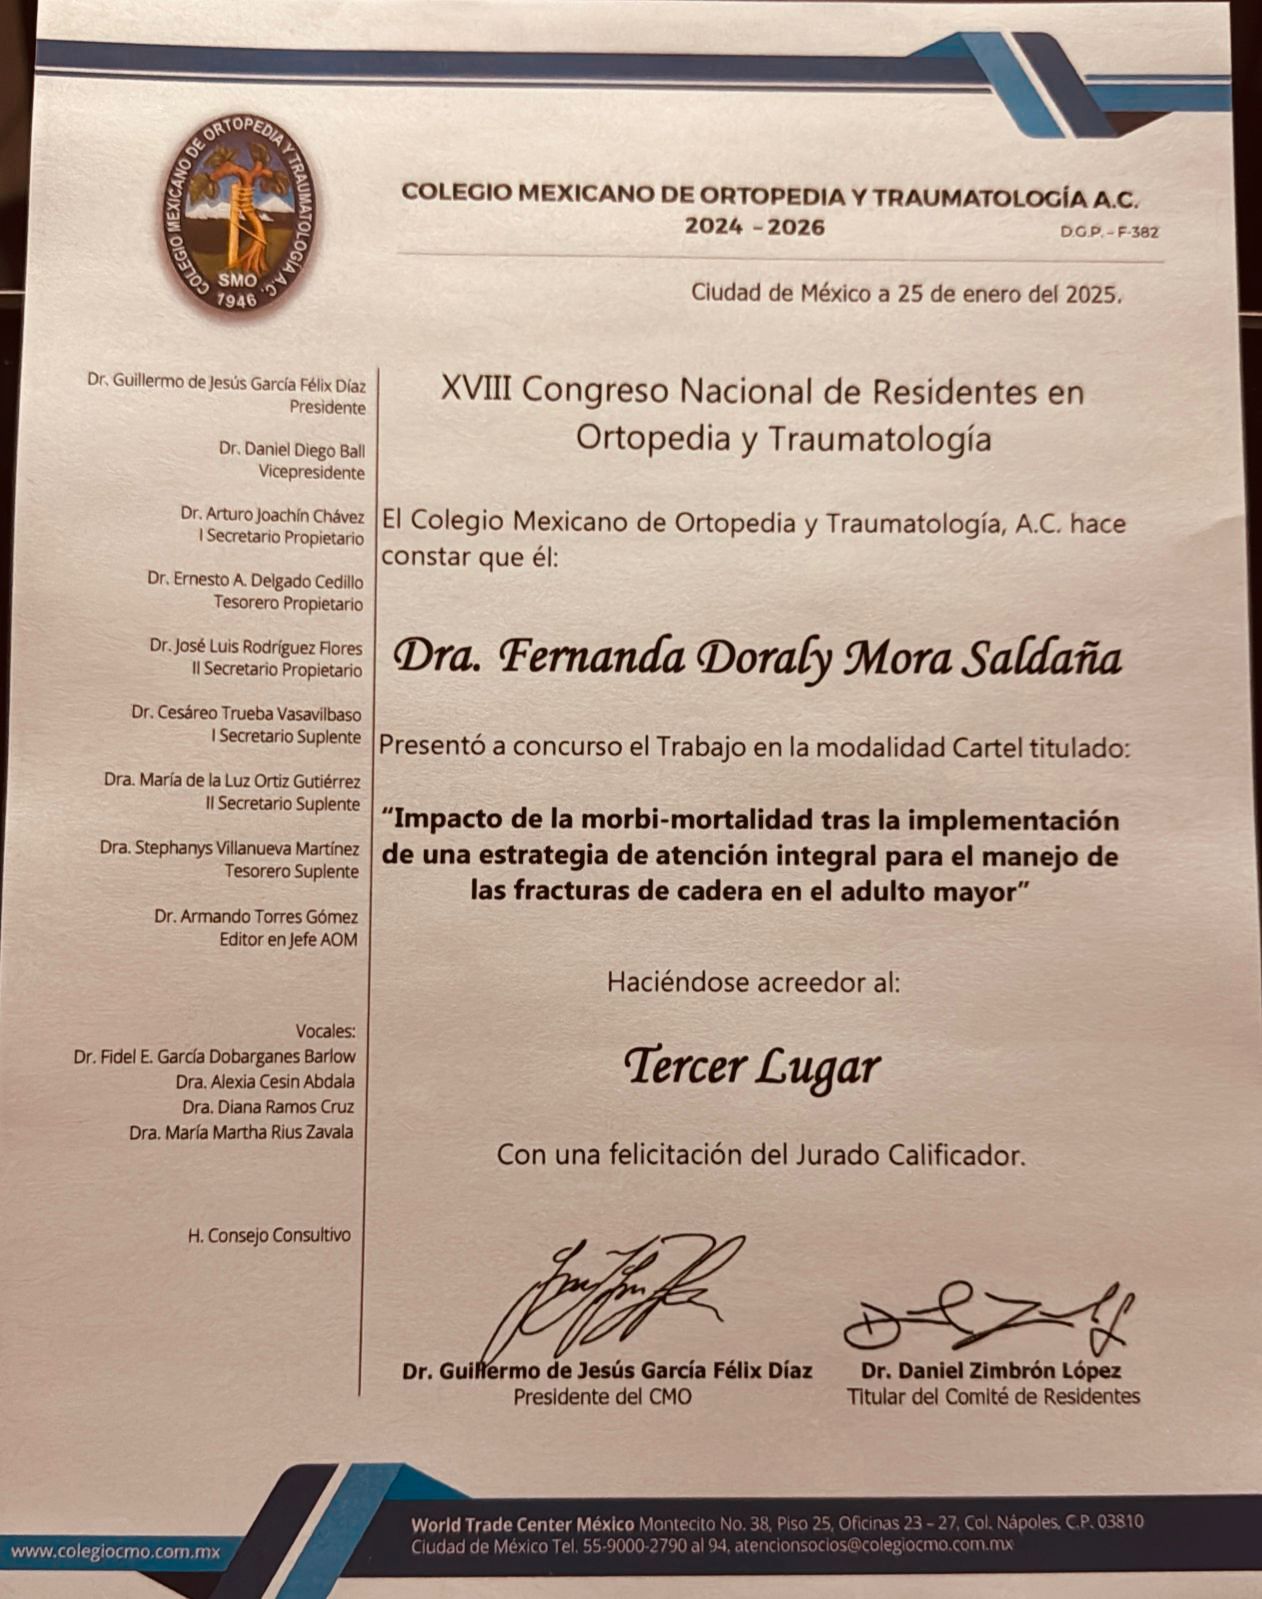 COLEGIO MEXICANO DE ORTOPEDIA Y TRAUMATOLOGÍA A.C.
SMO
1946
COLEGIO MEXICANO DE ORTOPEDIA Y TRAUMATOLOGÍA A.C.
2024 - 2026
D.G.P. - F-382
Ciudad de México a 25 de enero del 2025.
Dr. Guillermo de Jesús García Félix Díaz
Presidente
Dr. Daniel Diego Ball
Vicepresidente
Dr. Arturo Joachín Chávez
I Secretario Propietario
Dr. Ernesto A. Delgado Cedillo
Tesorero Propietario
Dr. José Luis Rodríguez Flores
II Secretario Propietario
Dr. Cesáreo Trueba Vasavilbaso
I Secretario Suplente
Dra. María de la Luz Ortiz Gutiérrez
II Secretario Suplente
Dra. Stephanys Villanueva Martínez
Tesorero Suplente
Dr. Armando Torres Gómez
Editor en Jefe AOM
Vocales:
Dr. Fidel E. García Dobarganes Barlow
Dra. Alexia Cesin Abdala
Dra. Diana Ramos Cruz
Dra. María Martha Rius Zavala
H. Consejo Consultivo
XVIII Congreso Nacional de Residentes en
Ortopedia y Traumatología
El Colegio Mexicano de Ortopedia y Traumatología, A.C. hace
constar que él:
Dra. Fernanda Doraly Mora Saldaña
Presentó a concurso el Trabajo en la modalidad Cartel titulado:
“Impacto de la morbi-mortalidad tras la implementación
de una estrategia de atención integral para el manejo de
las fracturas de cadera en el adulto mayor”
Haciéndose acreedor al:
Tercer Lugar
Con una felicitación del Jurado Calificador.
Dr. Guillermo de Jesús García Félix Díaz
Presidente del CMO
Dr. Daniel Zimbrón López
Titular del Comité de Residentes
www.colegiocmo.com.mx
World Trade Center México Montecito No. 38, Piso 25, Oficinas 23 – 27, Col. Nápoles, C.P. 03810
Ciudad de México Tel. 55-9000-2790 al 94, atencionsocios@colegiocmo.com.mx